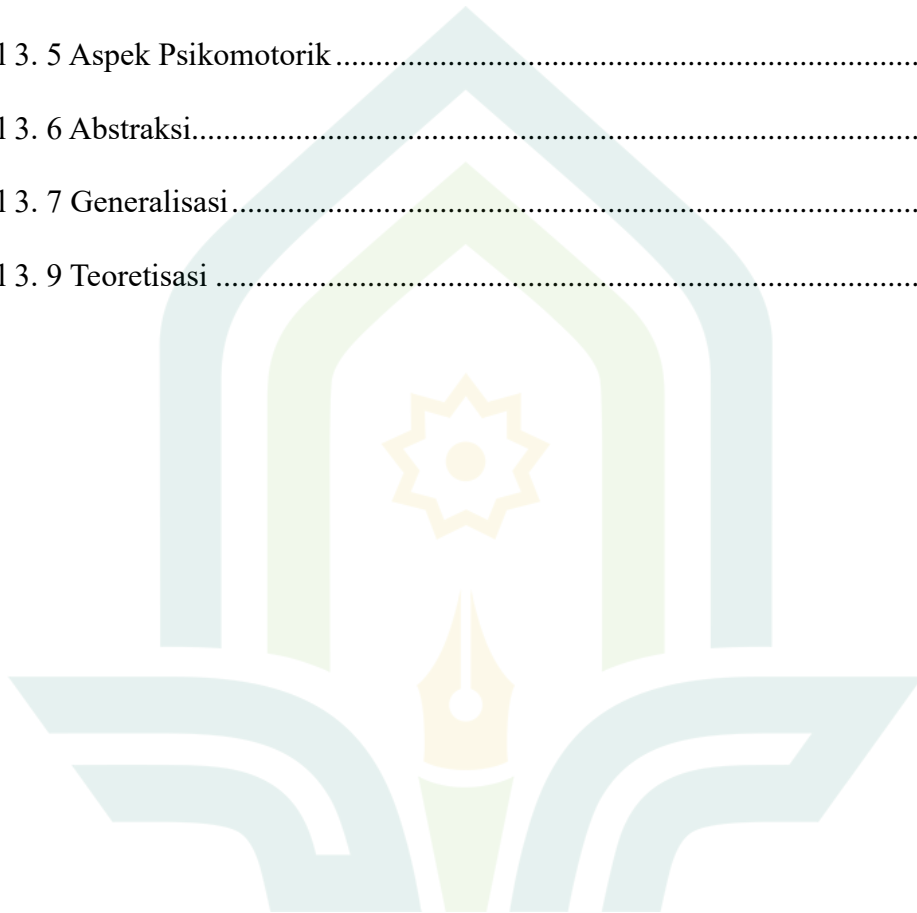 l 3. 5 Aspek Psikomotorik
l 3. 6 Abstraksi
l 3. 7 Generalisasi
l 3. 9 Teoretisasi